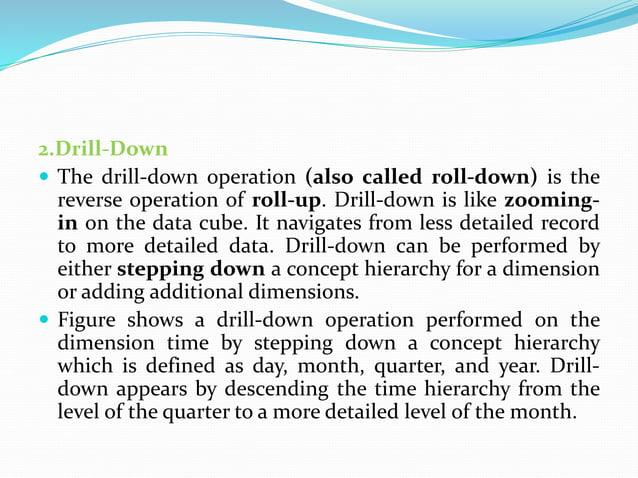 2.Drill-Down
The drill-down operation (also called roll-down) is the
reverse operation of roll-up. Drill-down is like zooming-
in on the data cube. It navigates from less detailed record
to more detailed data. Drill-down can be performed by
either stepping down a concept hierarchy for a dimension
or adding additional dimensions.
Figure shows a drill-down operation performed on the
dimension time by stepping down a concept hierarchy
which is defined as day, month, quarter, and year. Drill-
down appears by descending the time hierarchy from the
level of the quarter to a more detailed level of the month.